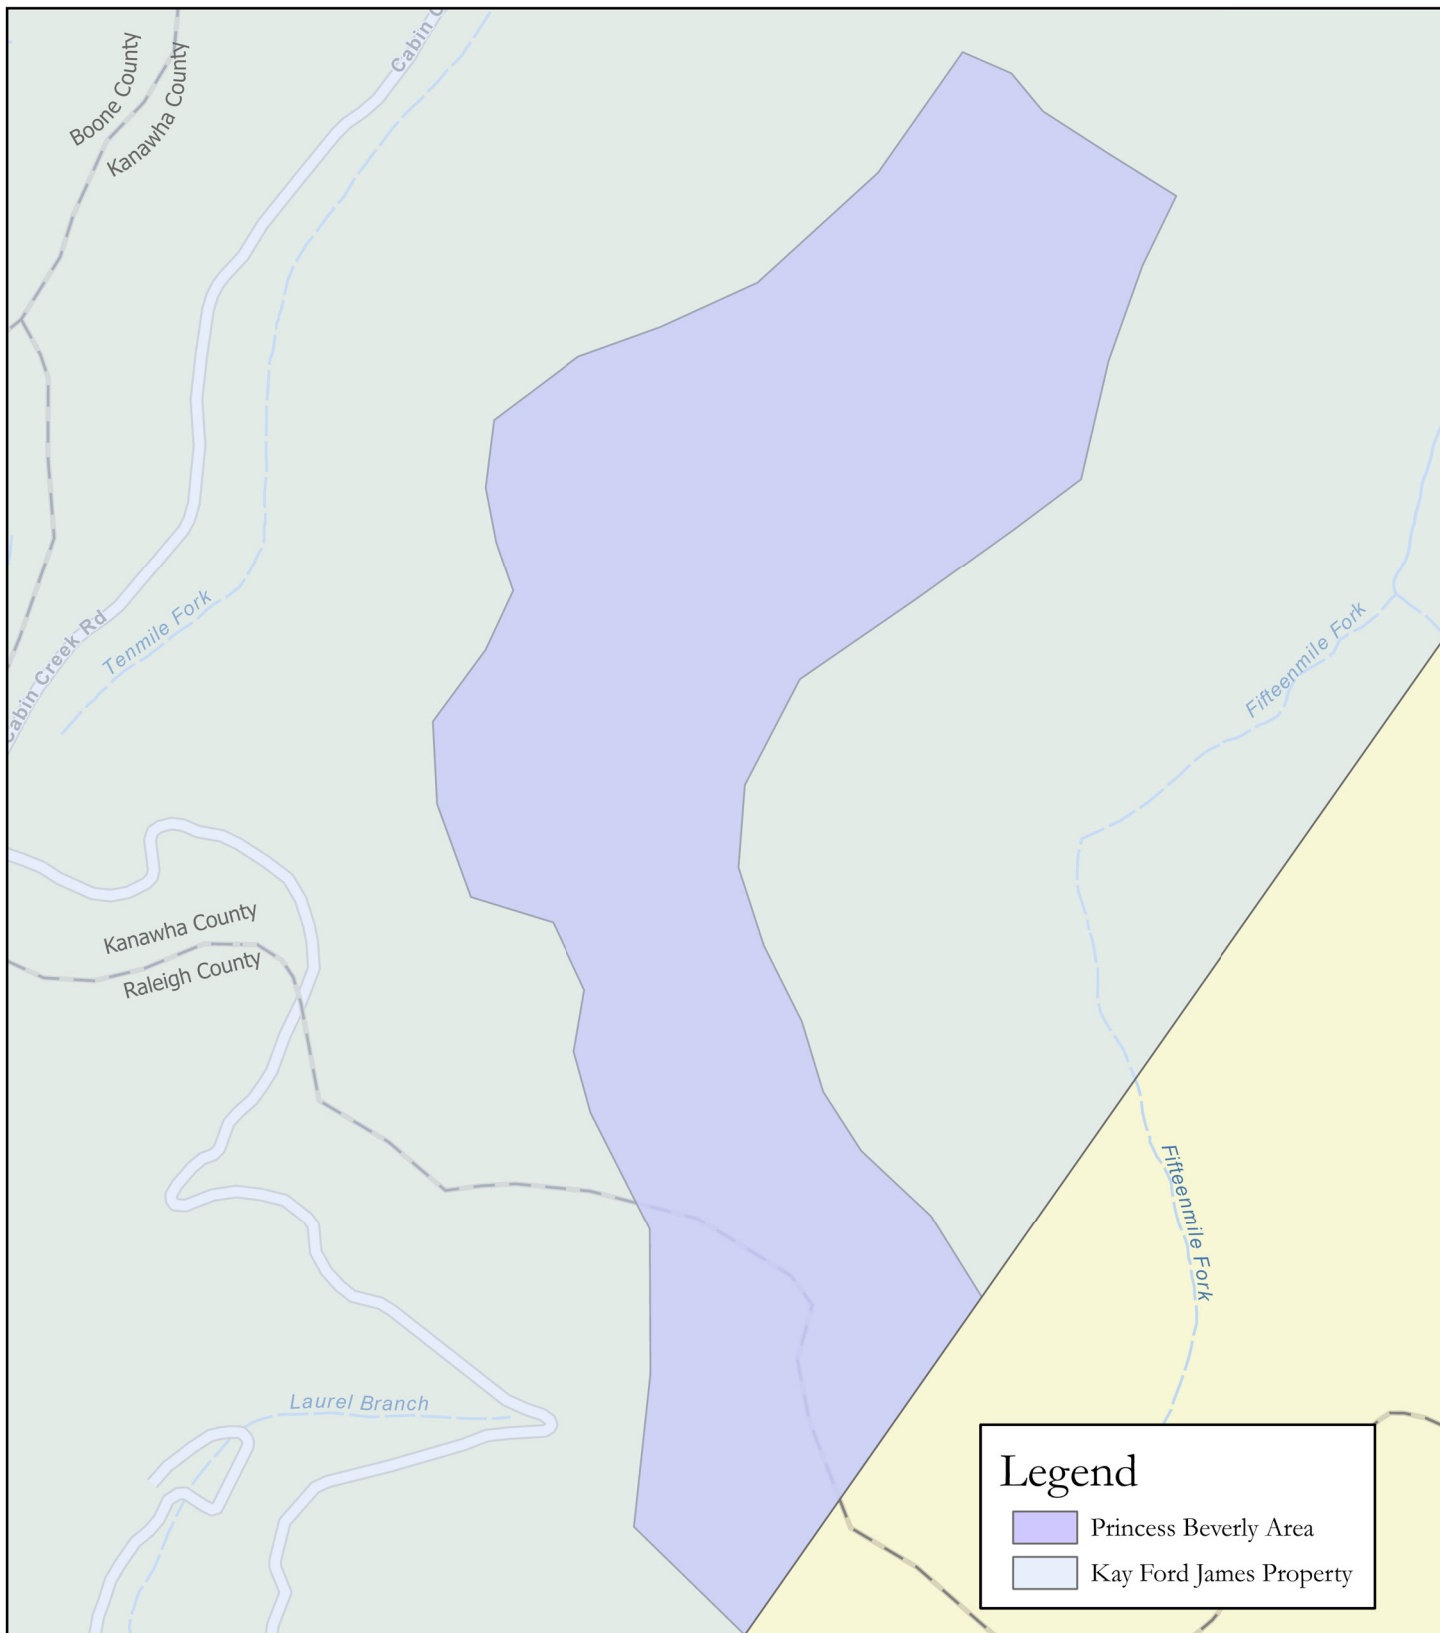 Boone County
Kanawha County
Cabin C
Cabin Creek Rd
Tenmile Fork
Fifteenmile Fork
Kanawha County
Raleigh County
Fifteenmile Fork
Laurel Branch
Legend
Princess Beverly Area
Kay Ford James Property